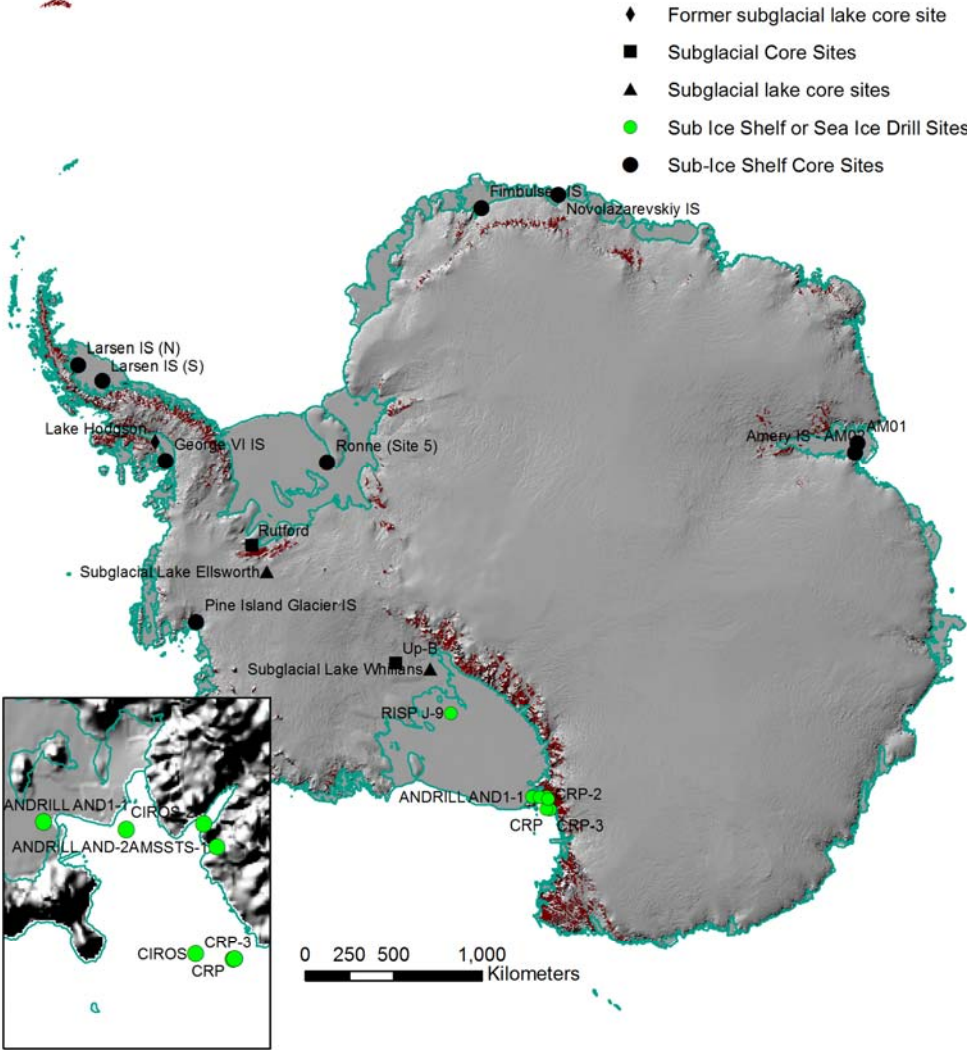 Former subglacial lake core site
Subglacial Core Sites
Subglacial lake core sites
Sub Ice Shelf or Sea Ice Drill Sites
Sub-Ice Shelf Core Sites
IS
Novolazarevskiy IS
Larsen IS (N)
Larsen IS (S)
Lake Hodgson
George VI IS
Ronne (Site 5)
AM01
Amery IS - AM02
Rutford
Subglacial Lake Ellsworth
Pine Island Glacier IS
Up-B
Subglacial Lake Whillans
RISP J-9
ANDRILL AND1-1
CRP-2
CRP
CRP-3
ANDRILL AND1-1
CIROS-2
ANDRILL AND-2AMSSTS-1
CIROS
CRP-3
CRP
0 250 500 1,000
Kilometers